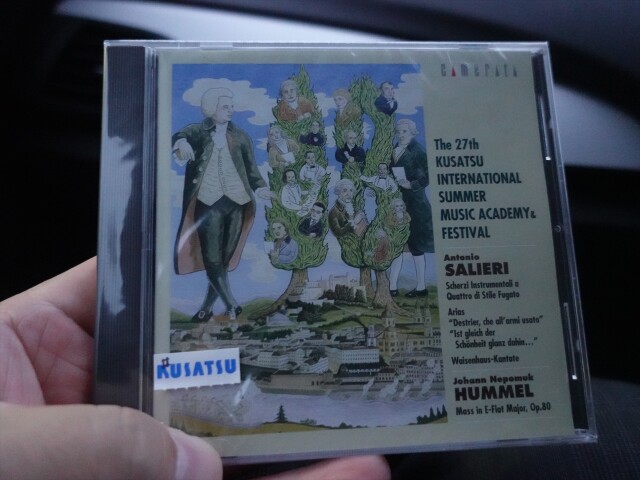 camerata
The 27th
KUSATSU
INTERNATIONAL
SUMMER
MUSIC ACADEMY &
FESTIVAL
Antonio
SALIERI
Scherzi Instrumentali a
Quattro di Stile Fugato
Arias
"Destrier, che all'armi usato"
"Ist gleich der
Schönheit glanz dahin...."
Waisenhaus-Kantate
Johann Nepomuk
HUMMEL
Mass in E-Flat Major, Op.80
KUSATSU